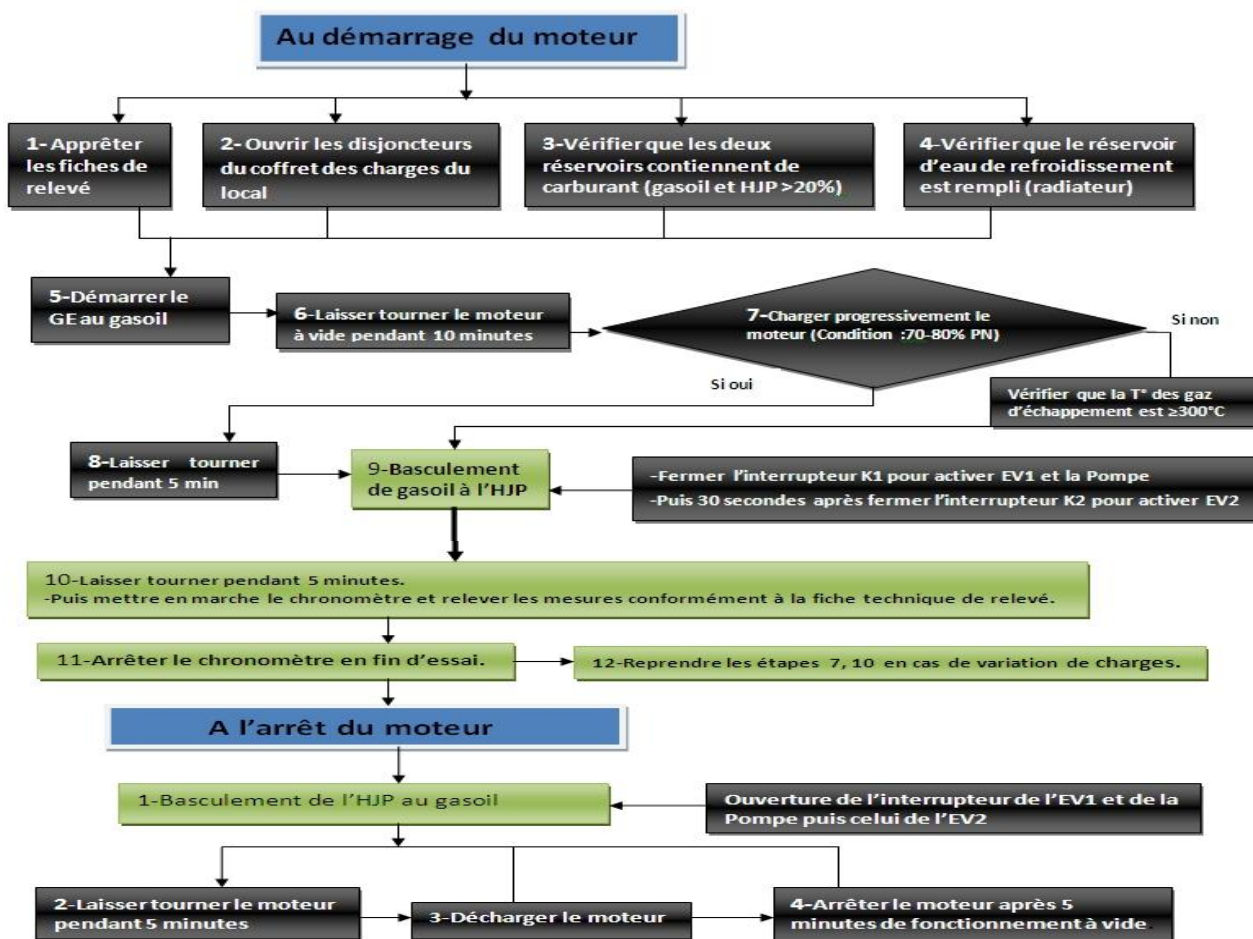 Au démarrage du moteur
1- Apprêter
les fiches de
relevé
2- Ouvrir les disjoncteurs
du coffret des charges du
local
3-Vérifier que les deux
réservoirs contiennent de
carburant (gasoil et HJP >20%)
4-Vérifier que le réservoir
d'eau de refroidissement
est rempli (radiateur)
5-Démarrer le
GE au gasoil
6-Laisser tourner le moteur
à vide pendant 10 minutes
7-Charger progressivement le
moteur (Condition :70-80% PN)
Si non
Si oui
Vérifier que la T° des gaz
d'échappement est ≥300°C
8-Laisser tourner
pendant 5 min
9-Basculement
de gasoil à l'HJP
-Fermer l'interrupteur K1 pour activer EV1 et la Pompe
-Puis 30 secondes après fermer l'interrupteur K2 pour activer EV2
10-Laisser tourner pendant 5 minutes.
-Puis mettre en marche le chronomètre et relever les mesures conformément à la fiche technique de relevé.
11-Arrêter le chronomètre en fin d'essai.
12-Reprendre les étapes 7, 10 en cas de variation de charges.
A l'arrêt du moteur
1-Basculement de l'HJP au gasoil
Ouverture de l'interrupteur de l'EV1 et de la
Pompe puis celui de l'EV2
2-Laisser tourner le moteur
pendant 5 minutes
3-Décharger le moteur
4-Arrêter le moteur après 5
minutes de fonctionnement à vide.